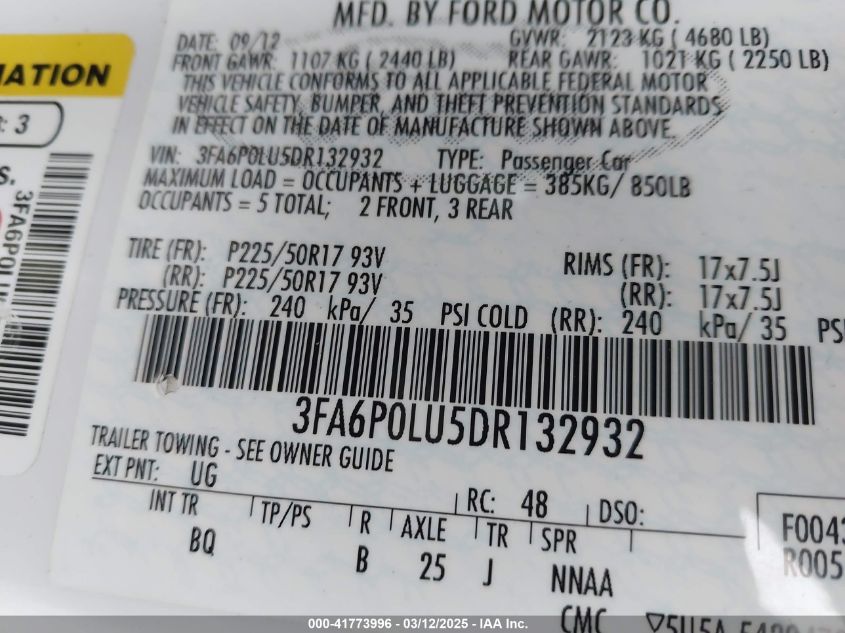 MFD. BY FORD MOTOR CO.
DATE: 09/12 GVWR: 2123 KG ( 4680 LB)
FRONT GAWR: 1107 KG ( 2440 LB) REAR GAWR: 1021 KG ( 2250 LB)
THIS VEHICLE CONFORMS TO ALL APPLICABLE FEDERAL MOTOR
VEHICLE SAFETY, BUMPER, AND THEFT PREVENTION STANDARDS
IN EFFECT ON THE DATE OF MANUFACTURE SHOWN ABOVE.
VIN: 3FA6P0LU5DR132932 TYPE: Passenger Car
MAXIMUM LOAD = OCCUPANTS + LUGGAGE = 385KG/ 850LB
OCCUPANTS = 5 TOTAL; 2 FRONT, 3 REAR
TIRE (FR): P225/50R17 93V RIMS (FR): 17x7.5J
(RR): P225/50R17 93V (RR): 17x7.5J
PRESSURE (FR): 240 kPa/ 35 PSI COLD (RR): 240 kPa/ 35 PS
3FA6P0LU5DR132932
TRAILER TOWING - SEE OWNER GUIDE
EXT PNT: UG RC: 48 DSO:
INT TR TP/PS R AXLE TR SPR
BQ B 25 J NNAA
F004
R005
CMC
MATION
: 3
S.
3FA6P0LU
000-41773996 - 03/12/2025 - IAA Inc.